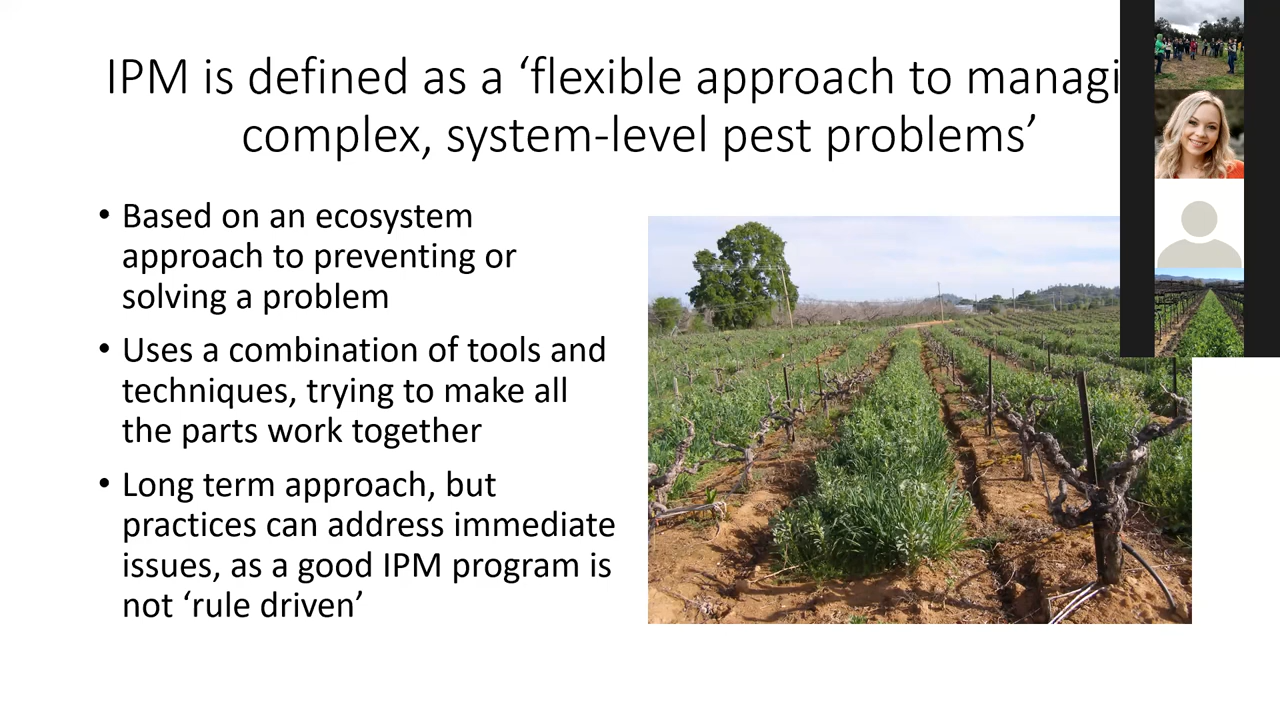 IPM is defined as a ‘flexible approach to
complex, system-level pest problems’
• Based on an ecosystem
approach to preventing or
solving a problem
• Uses a combination of tools and
techniques, trying to make all
the parts work together
• Long term approach, but
practices can address immediate
issues, as a good IPM program is
not ‘rule driven’